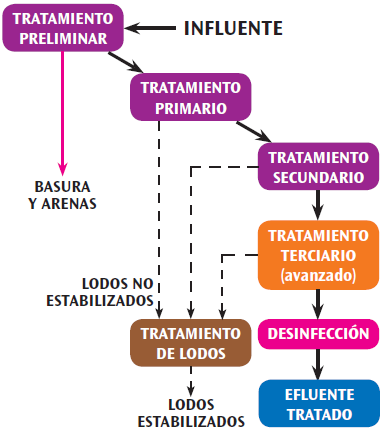 TRATAMIENTO
PRELIMINAR
INFLUENTE
TRATAMIENTO
PRIMARIO
BASURA
Y ARENAS
TRATAMIENTO
SECUNDARIO
TRATAMIENTO
TERCIARIO
(avanzado)
LODOS NO
ESTABILIZADOS
TRATAMIENTO
DE LODOS
DESINFECCIÓN
LODOS
ESTABILIZADOS
EFLUENTE
TRATADO